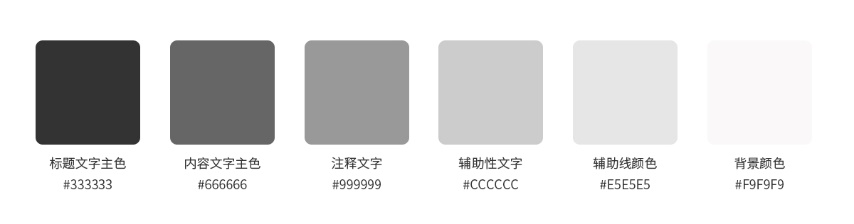 标题文字主色
#333333
内容文字主色
#666666
注释文字
#999999
辅助性文字
#CCCCCC
辅助线颜色
#E5E5E5
背景颜色
#F9F9F9